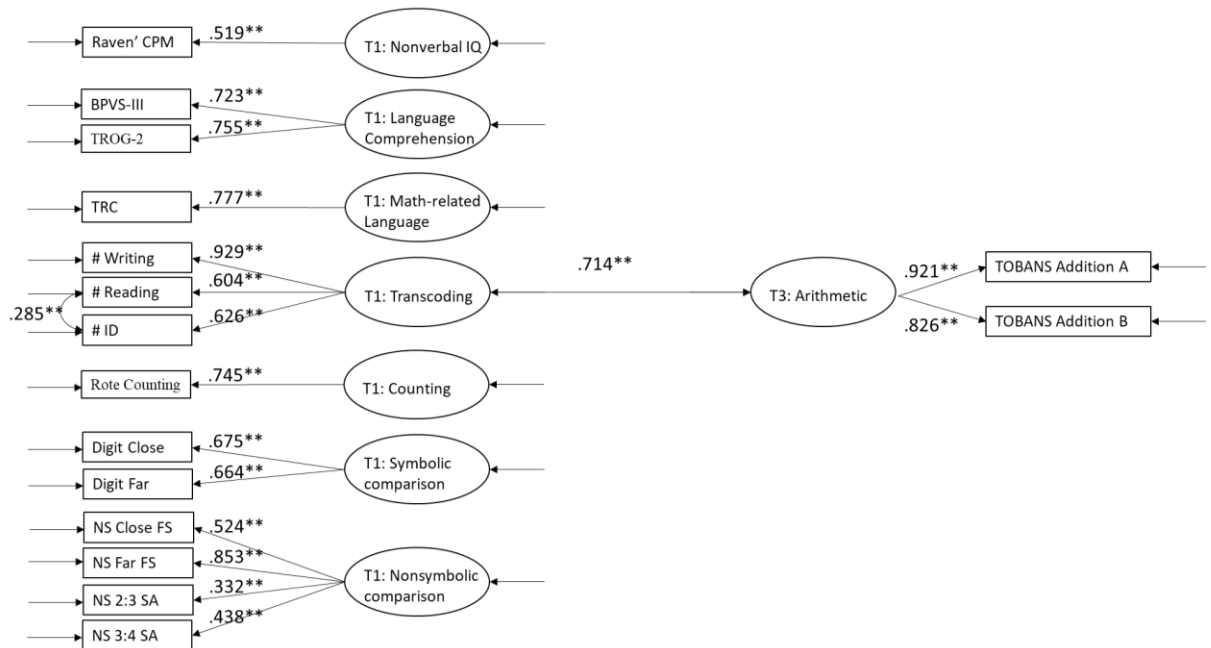 Raven' CPM
.519**
T1: Nonverbal IQ
BPVS-III
.723**
TROG-2
.755**
T1: Language
Comprehension
TRC
.777**
T1: Math-related
Language
# Writing
.929**
# Reading
.604**
# ID
.626**
.285**
T1: Transcoding
.714**
T3: Arithmetic
.921**
TOBANS Addition A
.826**
TOBANS Addition B
Rote Counting
.745**
T1: Counting
Digit Close
.675**
Digit Far
.664**
T1: Symbolic
comparison
NS Close FS
.524**
NS Far FS
.853**
NS 2:3 SA
.332**
NS 3:4 SA
.438**
T1: Nonsymbolic
comparison